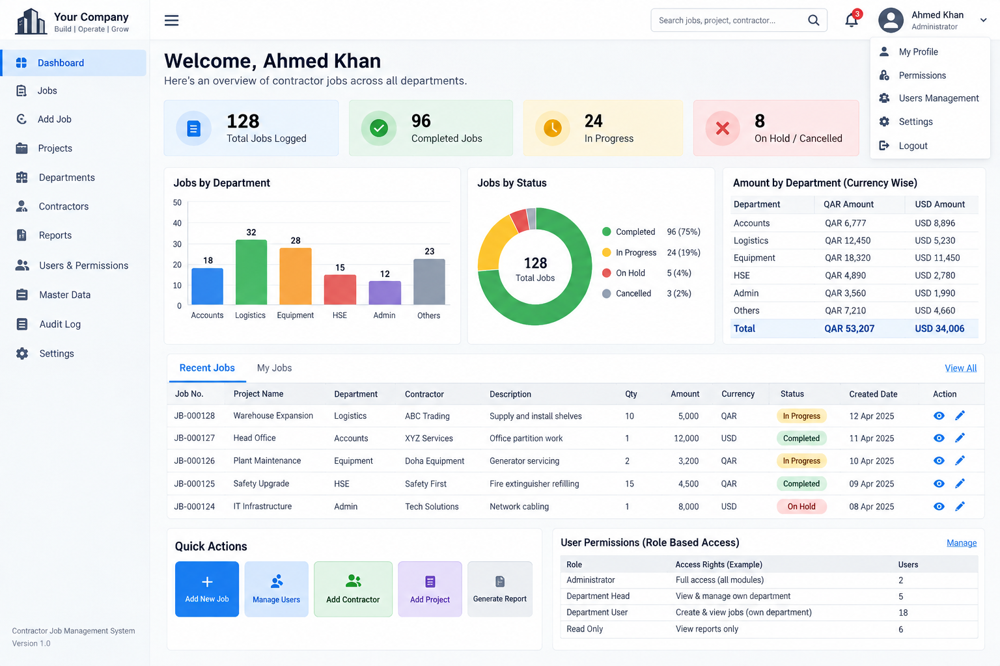 Your Company
Build | Operate | Grow
Search jobs, project, contractor...
3
Ahmed Khan
Administrator
My Profile
Permissions
Users Management
Settings
Logout
Dashboard
Jobs
Add Job
Projects
Departments
Contractors
Reports
Users & Permissions
Master Data
Audit Log
Settings
Contractor Job Management System
Version 1.0
Welcome, Ahmed Khan
Here's an overview of contractor jobs across all departments.
128
Total Jobs Logged
96
Completed Jobs
24
In Progress
8
On Hold / Cancelled
Jobs by Department
50
40
30
20
10
0
18
32
28
15
12
23
Accounts Logistics Equipment HSE Admin Others
Jobs by Status
128
Total Jobs
Completed 96 (75%)
In Progress 24 (19%)
On Hold 5 (4%)
Cancelled 3 (2%)
Amount by Department (Currency Wise)
Department QAR Amount USD Amount
Accounts QAR 6,777 USD 8,896
Logistics QAR 12,450 USD 5,230
Equipment QAR 18,320 USD 11,450
HSE QAR 4,890 USD 2,780
Admin QAR 3,560 USD 1,990
Others QAR 7,210 USD 4,660
Total QAR 53,207 USD 34,006
Recent Jobs My Jobs View All
Job No. Project Name Department Contractor Description Qty Amount Currency Status Created Date Action
JB-000128 Warehouse Expansion Logistics ABC Trading Supply and install shelves 10 5,000 QAR In Progress 12 Apr 2025
JB-000127 Head Office Accounts XYZ Services Office partition work 1 12,000 USD Completed 11 Apr 2025
JB-000126 Plant Maintenance Equipment Doha Equipment Generator servicing 2 3,200 QAR In Progress 10 Apr 2025
JB-000125 Safety Upgrade HSE Safety First Fire extinguisher refilling 15 4,500 QAR Completed 09 Apr 2025
JB-000124 IT Infrastructure Admin Tech Solutions Network cabling 1 8,000 USD On Hold 08 Apr 2025
Quick Actions
Add New Job
Manage Users
Add Contractor
Add Project
Generate Report
User Permissions (Role Based Access) Manage
Role Access Rights (Example) Users
Administrator Full access (all modules) 2
Department Head View & manage own department 5
Department User Create & view jobs (own department) 18
Read Only View reports only 6